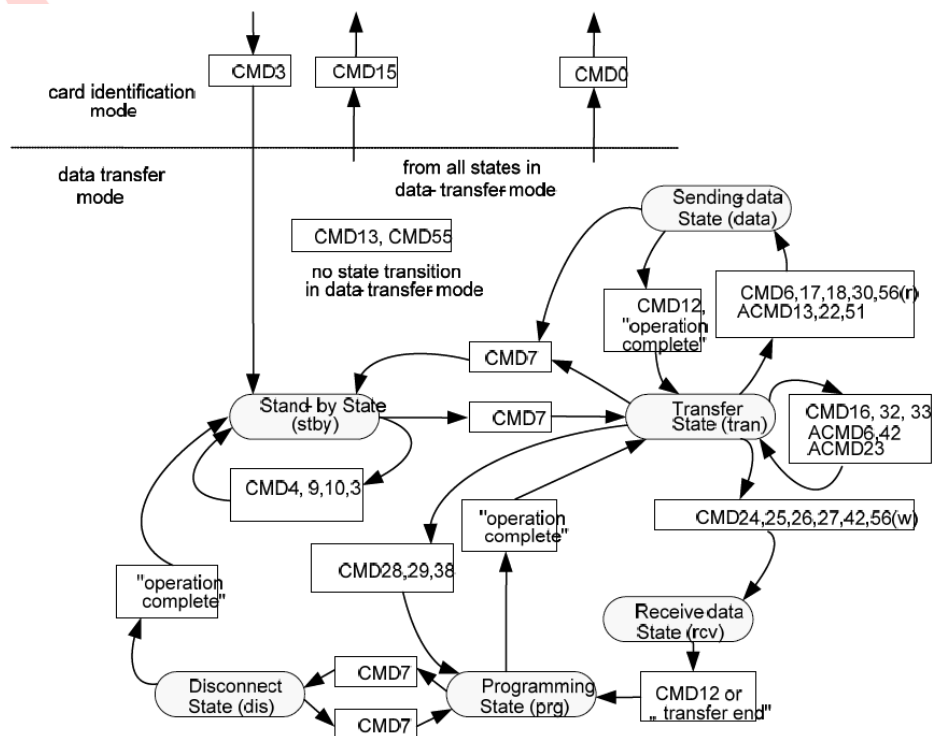 CMD3
CMD15
CMD0
card identification
mode
data transfer
mode
from all states in
data-transfer-mode
Sending-data
State (data)
CMD13, CMD55
no state transition
in data-transfer-mode
CMD12,
"operation
complete"
CMD6,17,18,30,56(r)
ACMD13,22,51
CMD7
Stand-by State
(stby)
CMD7
Transfer
State (tran)
CMD16, 32, 33
ACMD6,42
ACMD23
CMD4, 9,10,3
"operation
complete"
CMD24,25,26,27,42,56(w)
CMD28,29,38
"operation
complete"
Receive data
State (rcv)
Disconnect
State (dis)
CMD7
CMD7
Programming
State (prg)
CMD12 or
„ transfer end"